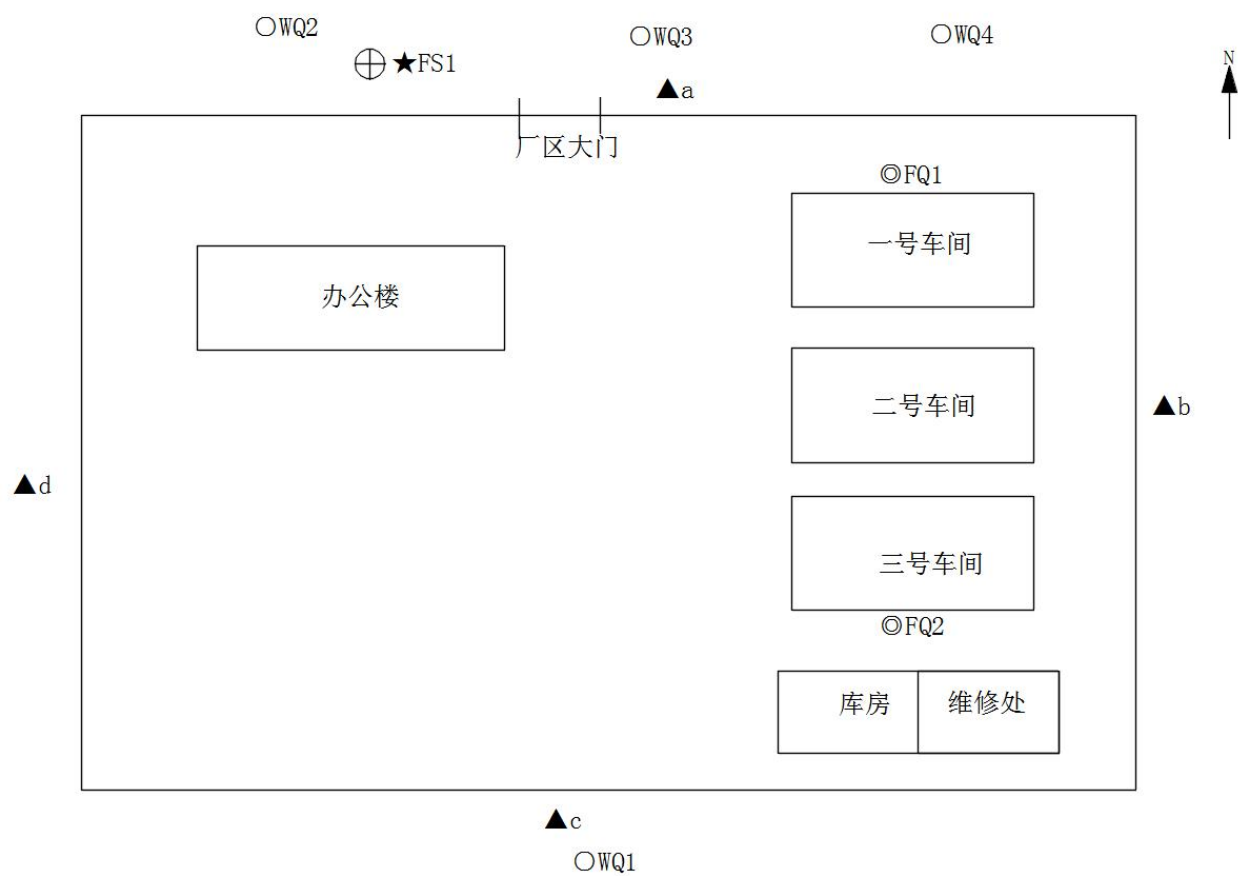 ○WQ2
○WQ3
○WQ4
★FS1
N
▲a
厂区大门
◎FQ1
一号车间
办公楼
二号车间
▲b
▲d
三号车间
◎FQ2
库房
维修处
▲c
○WQ1